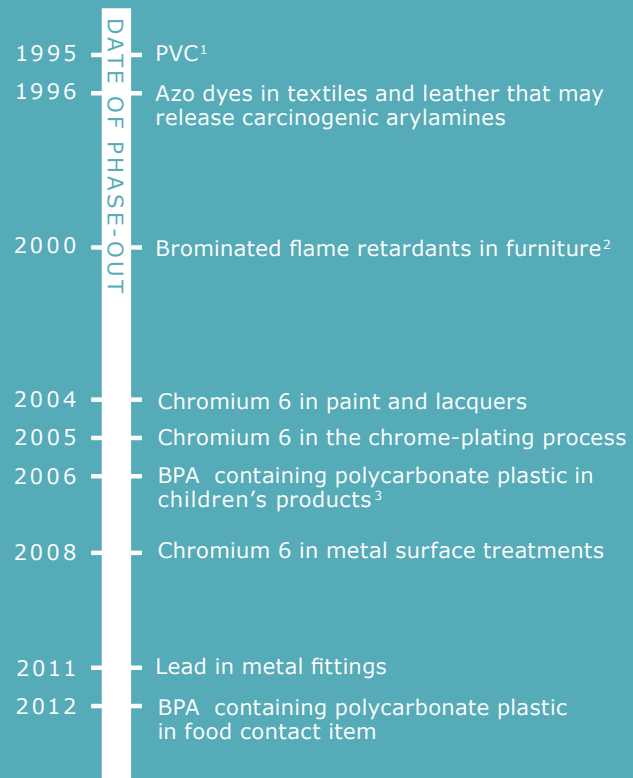 DATE OF PHASE-OUT
1995 PVC¹
1996 Azo dyes in textiles and leather that may
release carcinogenic arylamines
2000 Brominated flame retardants in furniture²
2004 Chromium 6 in paint and lacquers
2005 Chromium 6 in the chrome-plating process
2006 BPA containing polycarbonate plastic in
children’s products³
2008 Chromium 6 in metal surface treatments
2011 Lead in metal fittings
2012 BPA containing polycarbonate plastic
in food contact item